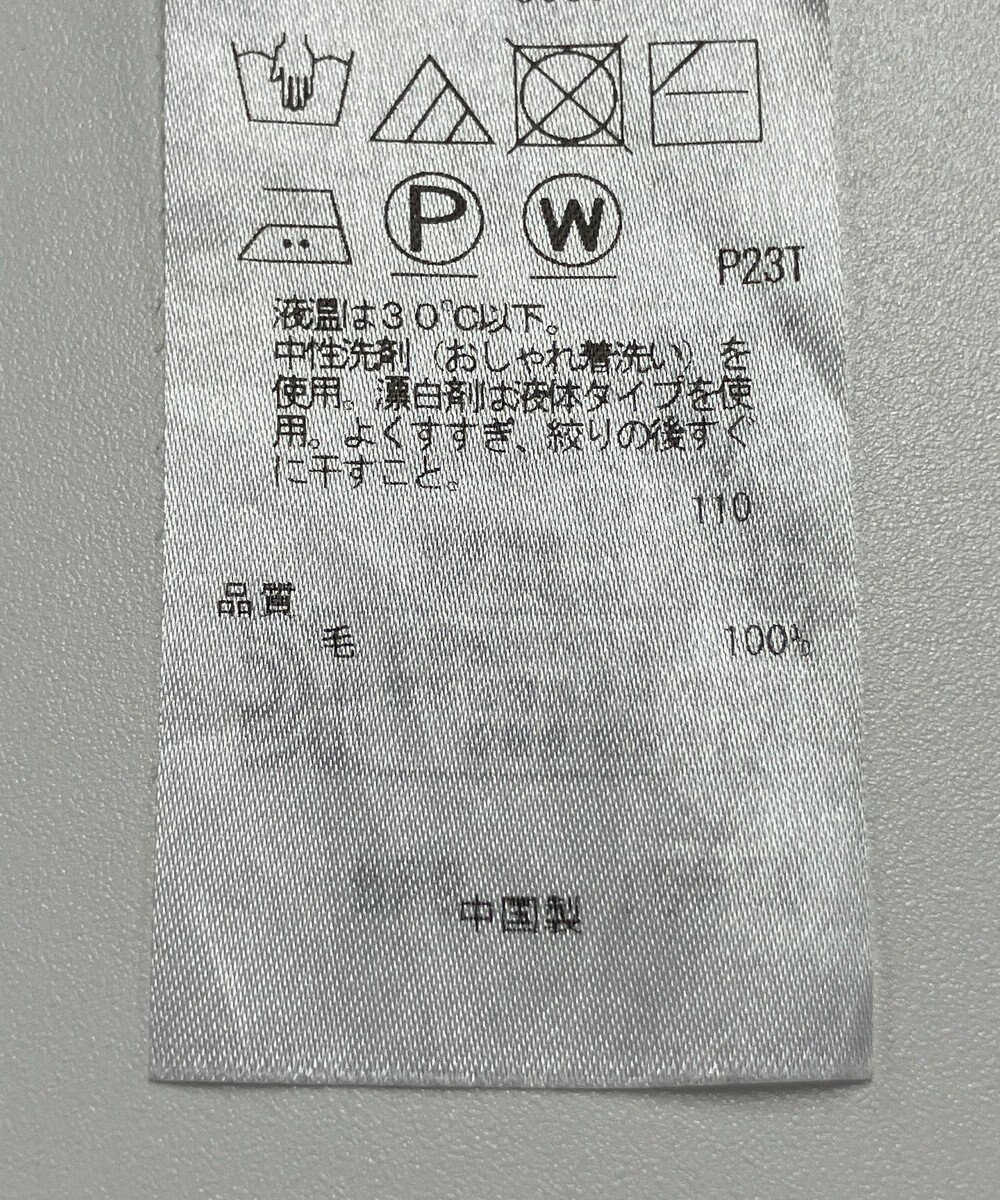 P W
P23T
液温は30℃以下。
中性洗剤（おしゃれ着洗い）を
使用。漂白剤は液体タイプを使
用。よくすすぎ、絞りの後すぐ
に干すこと。
110
品質
毛 100%
中国製